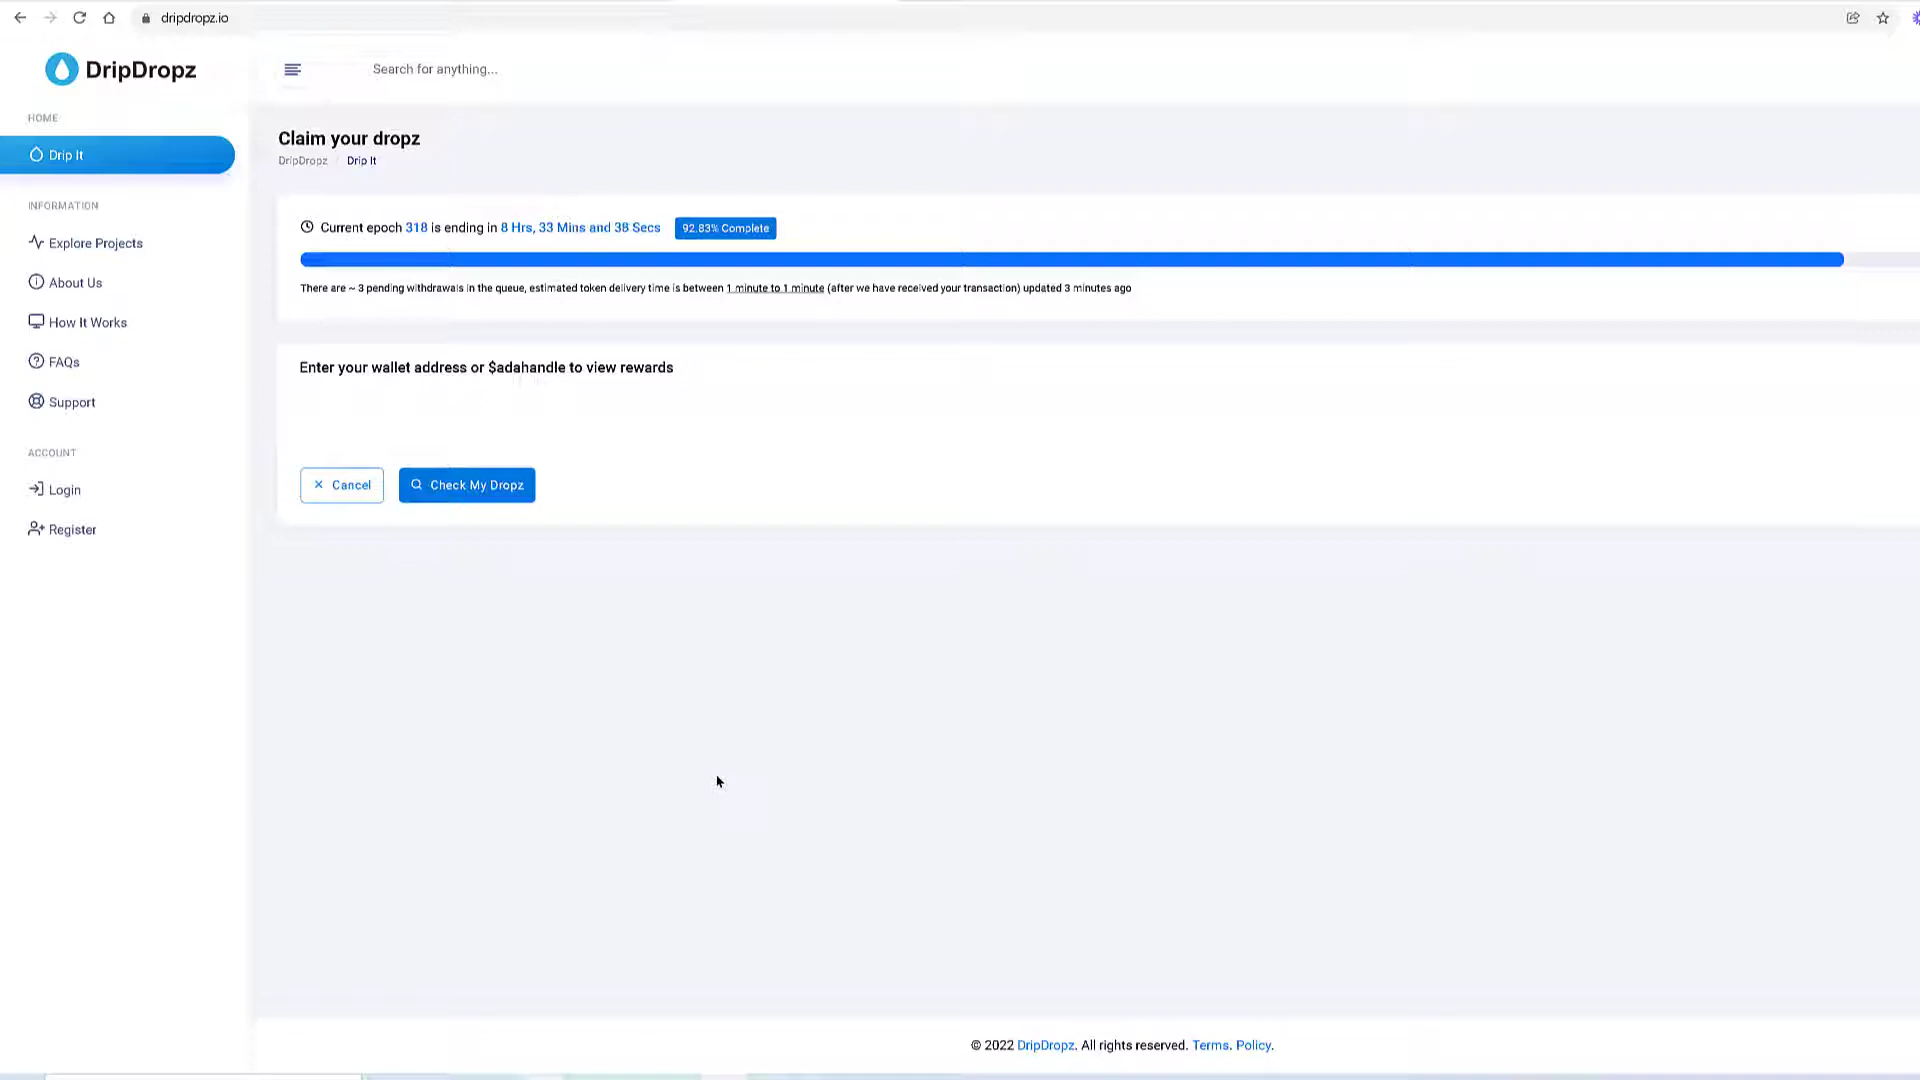 dripdropz.io
DripDropz
Search for anything...
HOME
Drip It
INFORMATION
Explore Projects
About Us
How It Works
FAQs
Support
ACCOUNT
Login
Register
Claim your dropz
DripDropz / Drip It
Current epoch 318 is ending in 8 Hrs, 33 Mins and 38 Secs 92.83% Complete
There are ~ 3 pending withdrawals in the queue, estimated token delivery time is between 1 minute to 1 minute (after we have received your transaction) updated 3 minutes ago
Enter your wallet address or $adahandle to view rewards
Cancel Check My Dropz
© 2022 DripDropz. All rights reserved. Terms. Policy.